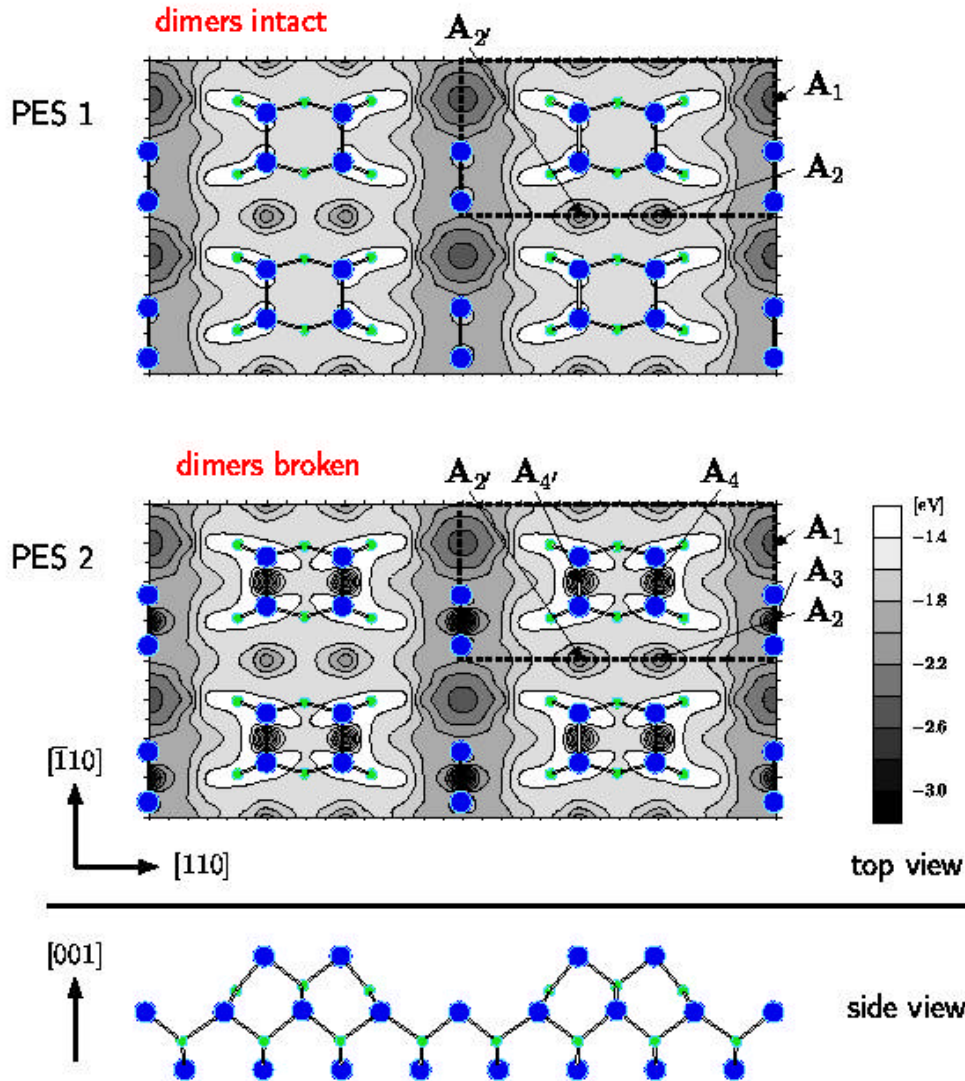 dimers intact
A₂′
PES 1
A₁
A₂
dimers broken
A₂′ A₄′ A₄
[eV]
PES 2
A₁
−1.4
A₃
−1.8
A₂
−2.2
−2.6
[1̄10]
−3.0
[110]
top view
[001]
side view